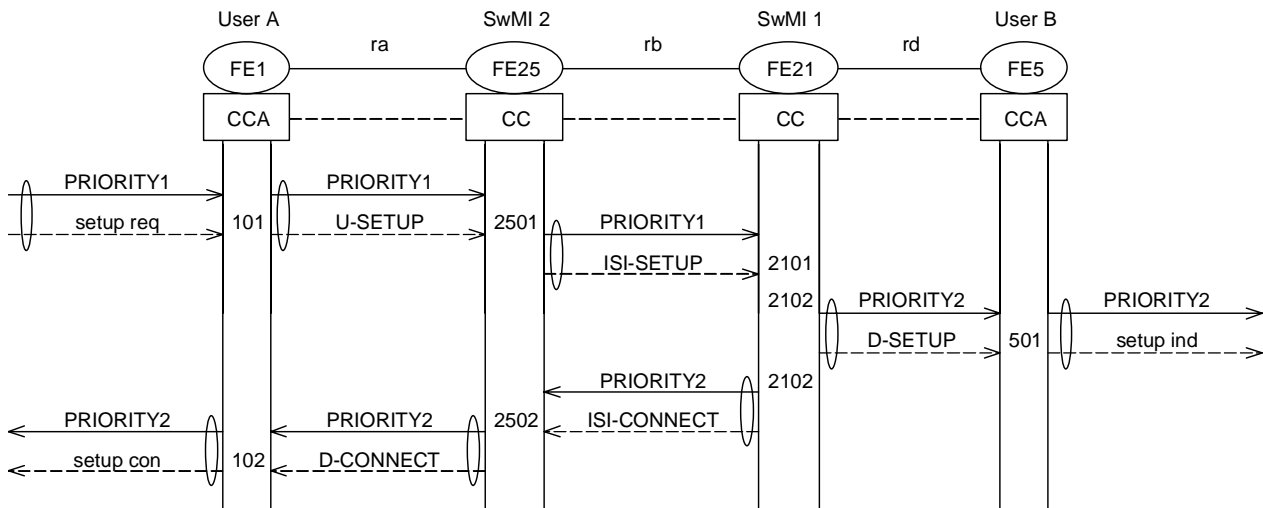 User A SwMI 2 SwMI 1 User B
ra rb rd
FE1 FE25 FE21 FE5
CCA CC CC CCA
PRIORITY1 PRIORITY1
setup req 101 U-SETUP 2501 PRIORITY1
ISI-SETUP 2101
2102 PRIORITY2 PRIORITY2
D-SETUP 501 setup ind
PRIORITY2 2102
PRIORITY2 PRIORITY2 2502 ISI-CONNECT
setup con 102 D-CONNECT